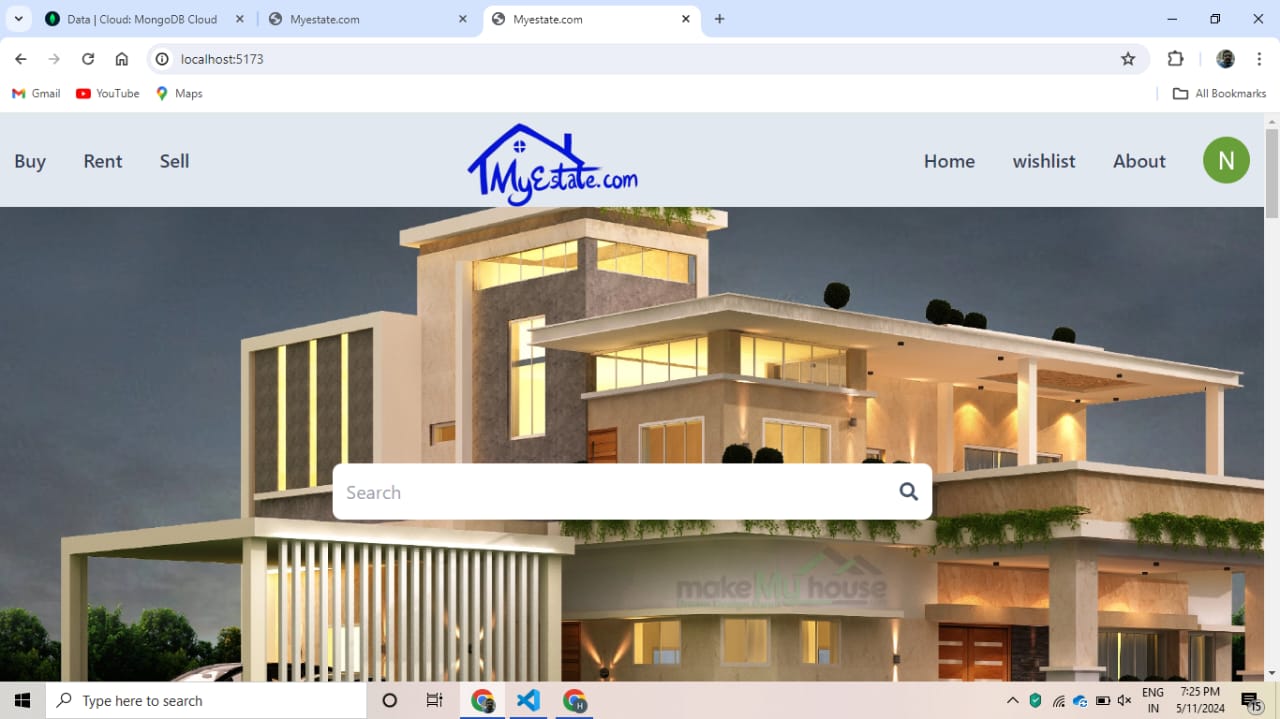 Data | Cloud: MongoDB Cloud
Myestate.com
Myestate.com
localhost:5173
Gmail
YouTube
Maps
All Bookmarks
Buy
Rent
Sell
MyEstate.com
Home
wishlist
About
N
Search
makeMyhouse
Type here to search
H
ENG
IN
7:25 PM
5/11/2024
15